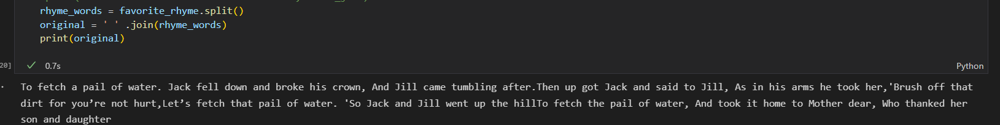 rhyme_words = favorite_rhyme.split()
original = ' ' .join(rhyme_words)
print(original)
20]
0.7s
Python
To fetch a pail of water. Jack fell down and broke his crown, And Jill came tumbling after.Then up got Jack and said to Jill, As in his arms he took her,'Brush off that
dirt for you’re not hurt,Let’s fetch that pail of water. 'So Jack and Jill went up the hillTo fetch the pail of water, And took it home to Mother dear, Who thanked her
son and daughter